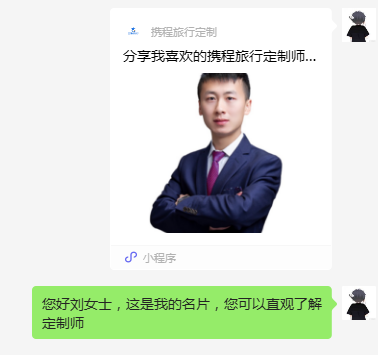 携程旅行定制
分享我喜欢的携程旅行定制师...
小程序
您好刘女士，这是我的名片，您可以直观了解
定制师